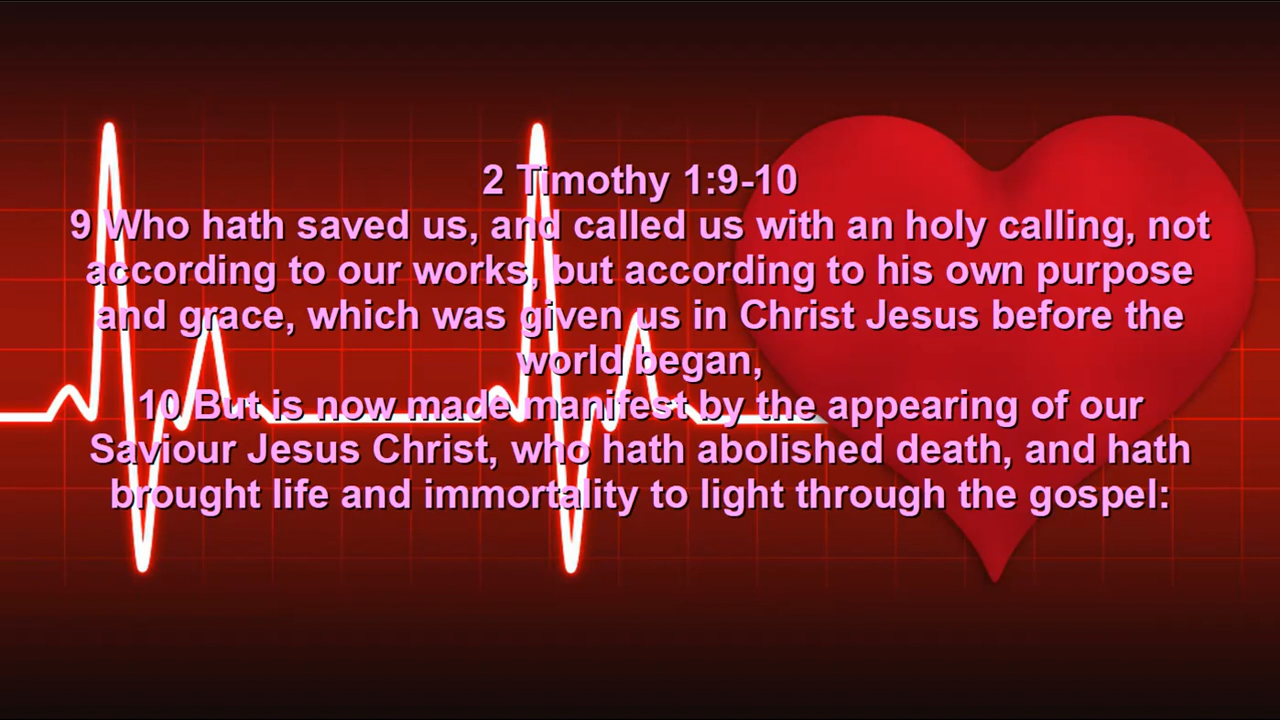 2 Timothy 1:9-10
9 Who hath saved us, and called us with an holy calling, not
according to our works, but according to his own purpose
and grace, which was given us in Christ Jesus before the
world began,
10 But is now made manifest by the appearing of our
Saviour Jesus Christ, who hath abolished death, and hath
brought life and immortality to light through the gospel: